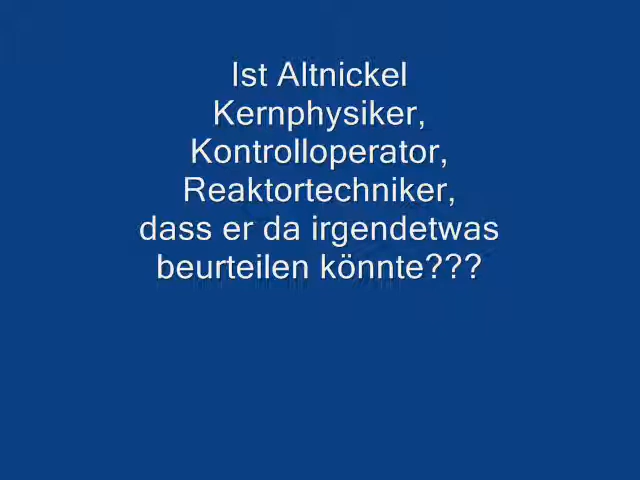 Ist Altnickel
Kernphysiker,
Kontrolloperator,
Reaktortechniker,
dass er da irgendetwas
beurteilen könnte???